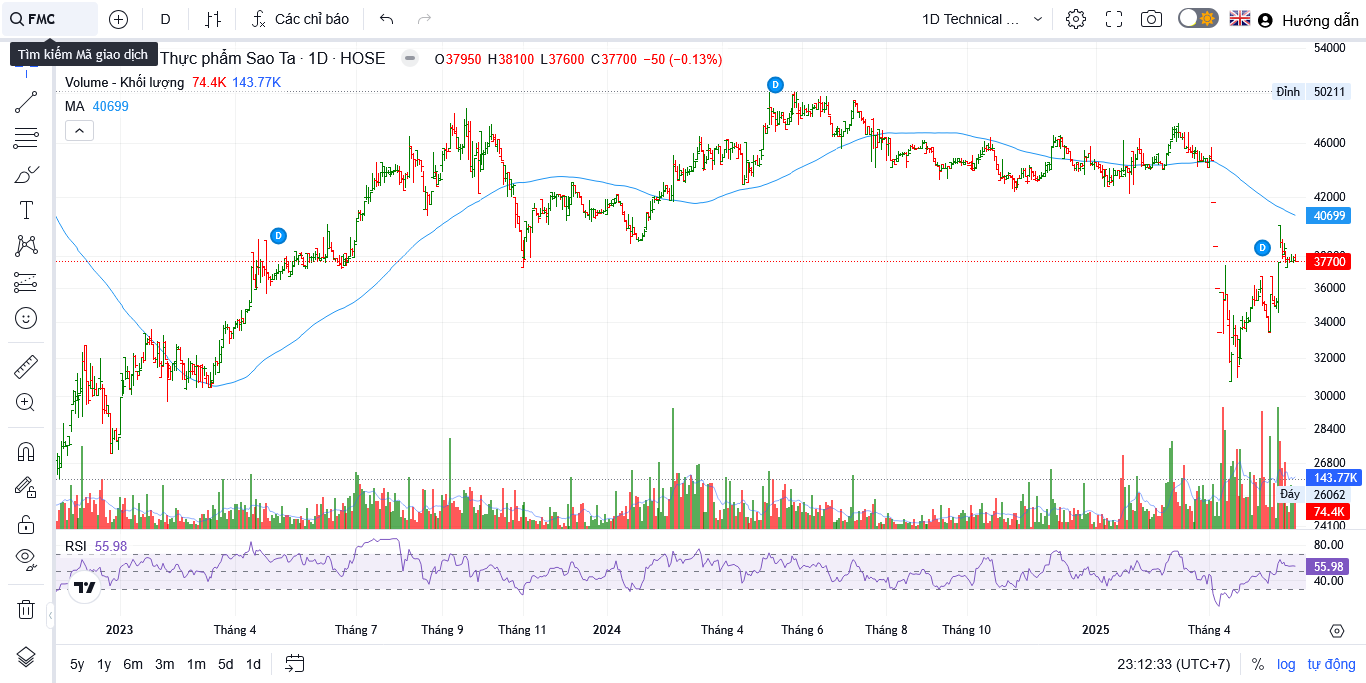 FMC
D
Các chỉ báo
1D Technical ...
Hướng dẫn
Tìm kiếm Mã giao dịch
Thực phẩm Sao Ta · 1D · HOSE
O37950 H38100 L37600 C37700 −50 (−0.13%)
Volume - Khối lượng 74.4K 143.77K
MA 40699
54000
Đỉnh 50211
46000
42000
40699
37700
36000
34000
32000
30000
28400
26800
143.77K
Đáy 26062
74.4K
24100
D
D
D
RSI 55.98
80.00
55.98
40.00
2023
Tháng 4
Tháng 7
Tháng 9
Tháng 11
2024
Tháng 4
Tháng 6
Tháng 8
Tháng 10
2025
Tháng 4
5y 1y 6m 3m 1m 5d 1d
23:12:33 (UTC+7)
% log tự động